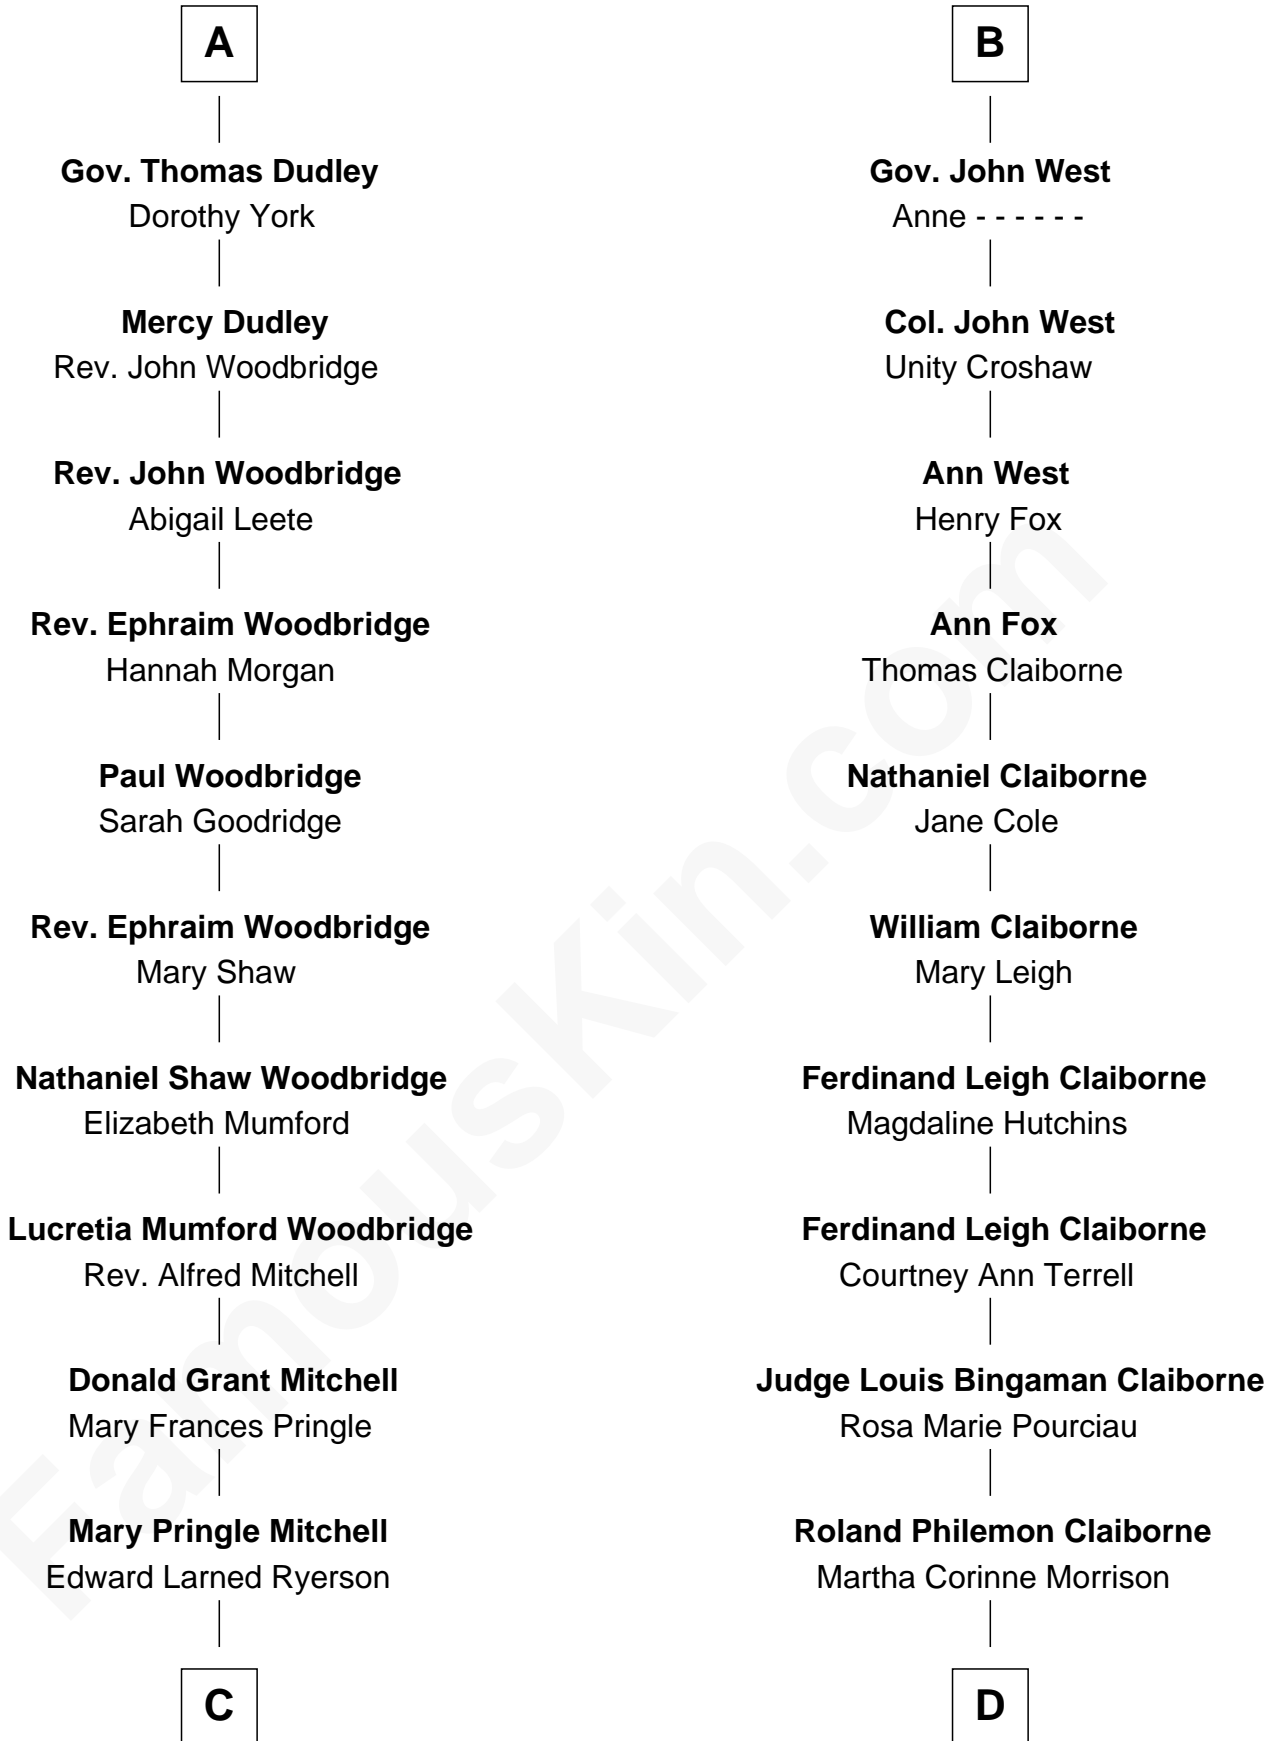 A
Gov. Thomas Dudley
Dorothy York
Mercy Dudley
Rev. John Woodbridge
Rev. John Woodbridge
Abigail Leete
Rev. Ephraim Woodbridge
Hannah Morgan
Paul Woodbridge
Sarah Goodridge
Rev. Ephraim Woodbridge
Mary Shaw
Nathaniel Shaw Woodbridge
Elizabeth Mumford
Lucretia Mumford Woodbridge
Rev. Alfred Mitchell
Donald Grant Mitchell
Mary Frances Pringle
Mary Pringle Mitchell
Edward Larned Ryerson
C
B
Gov. John West
Anne - - - - - -
Col. John West
Unity Croshaw
Ann West
Henry Fox
Ann Fox
Thomas Claiborne
Nathaniel Claiborne
Jane Cole
William Claiborne
Mary Leigh
Ferdinand Leigh Claiborne
Magdaline Hutchins
Ferdinand Leigh Claiborne
Courtney Ann Terrell
Judge Louis Bingaman Claiborne
Rosa Marie Pourciau
Roland Philemon Claiborne
Martha Corinne Morrison
D
FamousKin.com